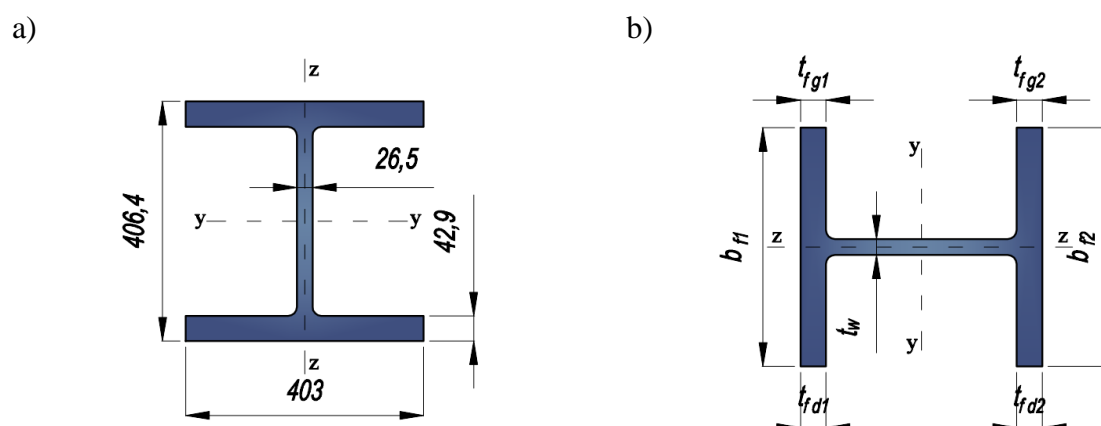 a)
z
406,4
26,5
y
y
42,9
z
403
b)
t_fg1
t_fg2
y
b_f1
z
z
b_f2
t_w
y
t_fd1
t_fd2